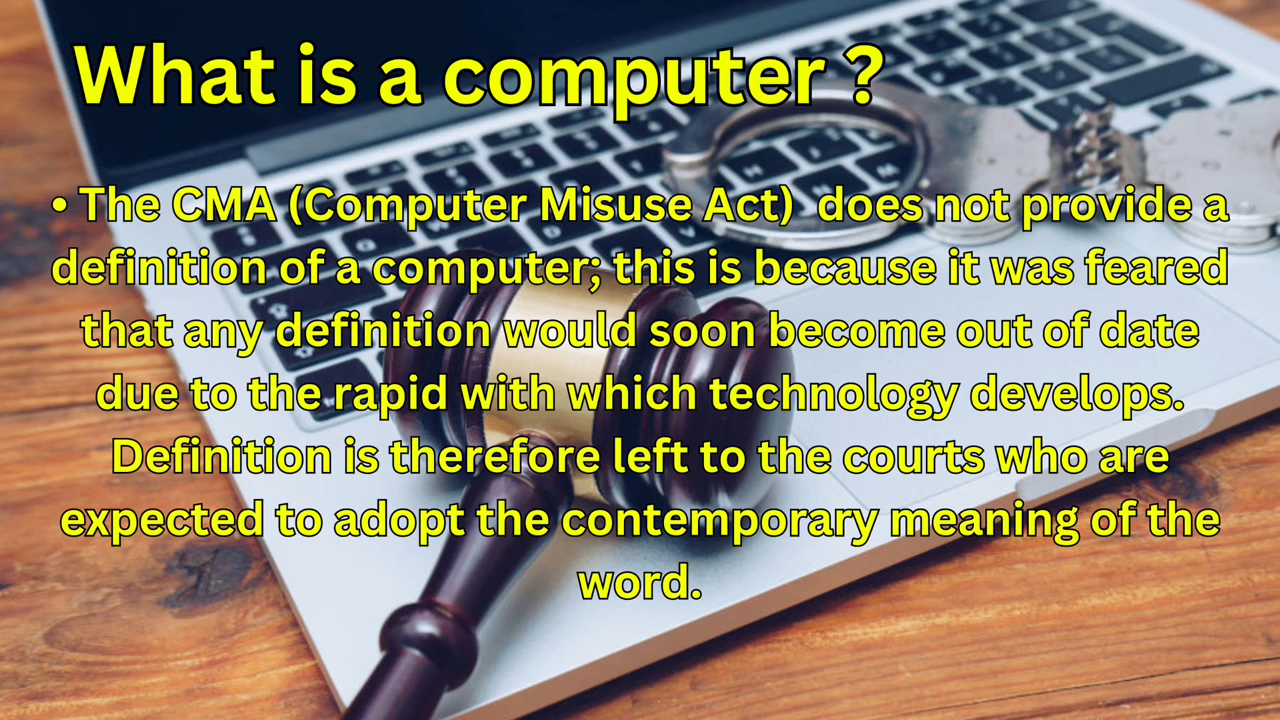 What is a computer ?
• The CMA (Computer Misuse Act)  does not provide a
definition of a computer; this is because it was feared
that any definition would soon become out of date
due to the rapid with which technology develops.
Definition is therefore left to the courts who are
expected to adopt the contemporary meaning of the
word.